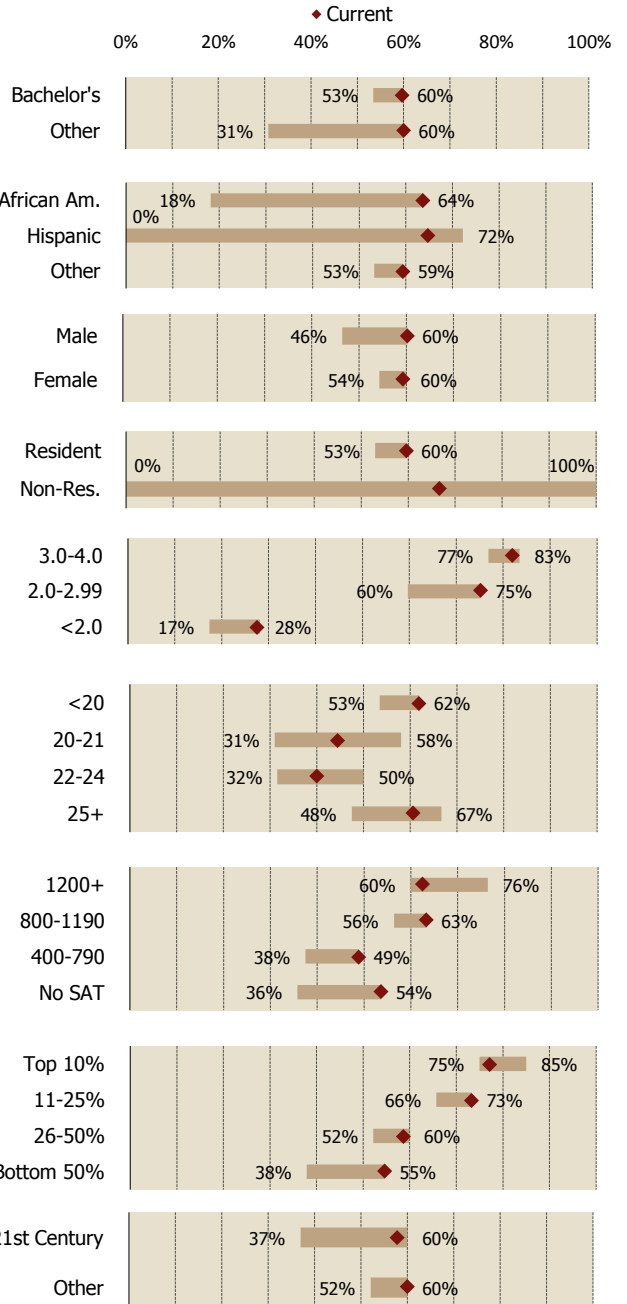 Current
0% 20% 40% 60% 80% 100%
Bachelor's 53% 60%
Other 31% 60%
African Am. 18% 64%
0%
Hispanic 72%
Other 53% 59%
Male 46% 60%
Female 54% 60%
Resident 53% 60%
0% 100%
Non-Res.
3.0-4.0 77% 83%
2.0-2.99 60% 75%
<2.0 17% 28%
<20 53% 62%
20-21 31% 58%
22-24 32% 50%
25+ 48% 67%
1200+ 60% 76%
800-1190 56% 63%
400-790 38% 49%
No SAT 36% 54%
Top 10% 75% 85%
11-25% 66% 73%
26-50% 52% 60%
Bottom 50% 38% 55%
21st Century 37% 60%
Other 52% 60%